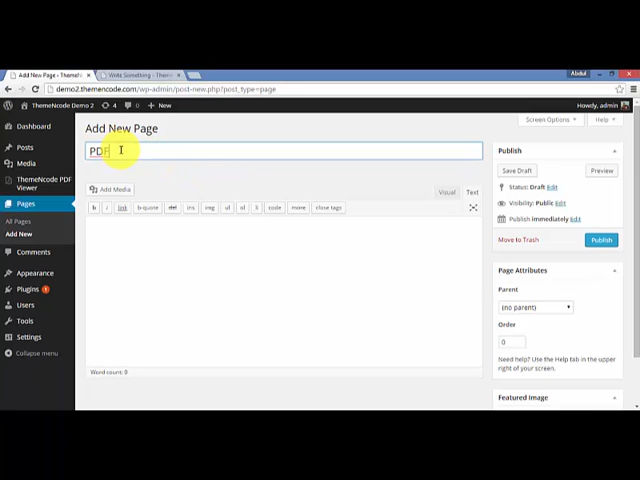 Add New Page - ThemeN
Write Something - Themen
Abdul
demo2.themencode.com/wp-admin/post-new.php?post_type=page
ThemeNcode Demo 2 4 0 + New
Howdy, admin
Dashboard
Posts
Media
ThemeNcode PDF
Viewer
Pages
All Pages
Add New
Comments
Appearance
Plugins 1
Users
Tools
Settings
Collapse menu
Screen Options
Help
Add New Page
PDF
Add Media
Visual
Text
b i link b-quote del ins img ul ol li code more close tags
Word count: 0
Publish
Save Draft
Preview
Status: Draft Edit
Visibility: Public Edit
Publish immediately Edit
Move to Trash
Publish
Page Attributes
Parent
(no parent)
Order
0
Need help? Use the Help tab in the upper
right of your screen.
Featured Image